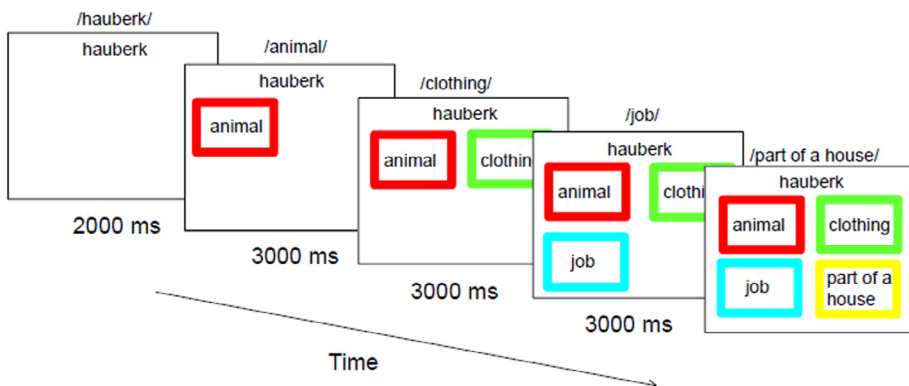 /hauberk/
hauberk
2000 ms
/animal/
hauberk
animal
3000 ms
/clothing/
hauberk
animal
clothing
3000 ms
/job/
hauberk
animal
clothi
job
3000 ms
/part of a house/
hauberk
animal
clothing
job
part of a
house
Time